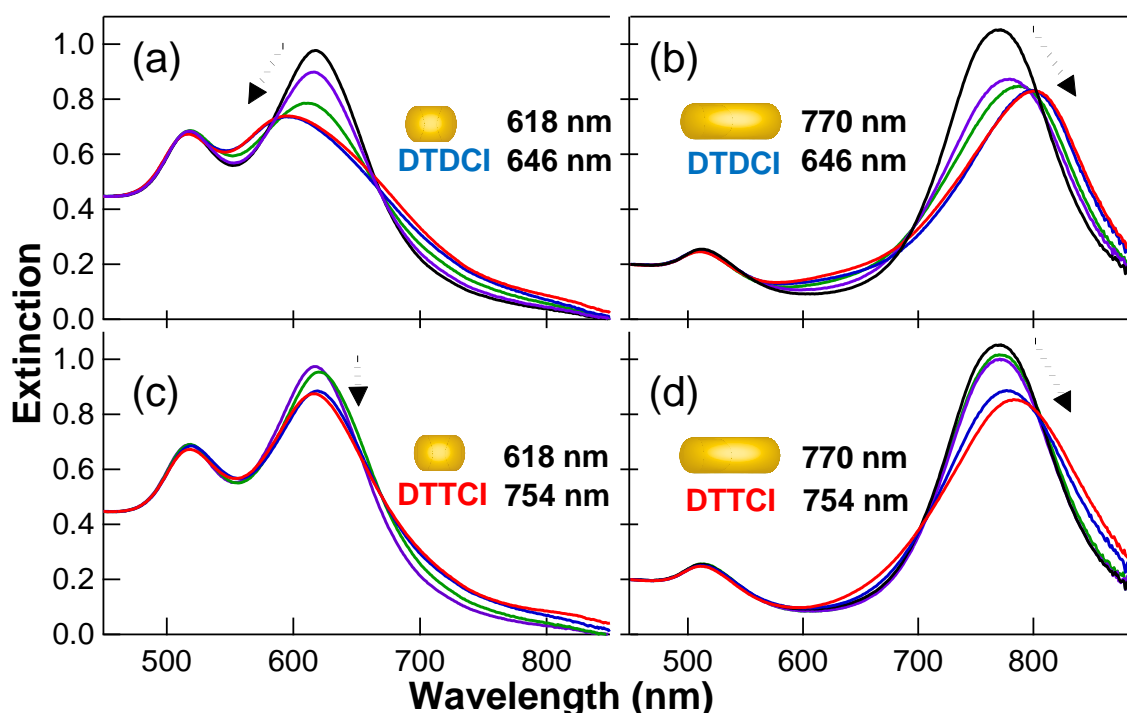 Extinction
1.0
0.8
0.6
0.4
0.2
0.0
(a)
618 nm
DTDCI 646 nm
(b)
770 nm
DTDCI 646 nm
1.0
0.8
0.6
0.4
0.2
0.0
(c)
618 nm
DTTCI 754 nm
(d)
770 nm
DTTCI 754 nm
500 600 700 800
500 600 700 800
Wavelength (nm)